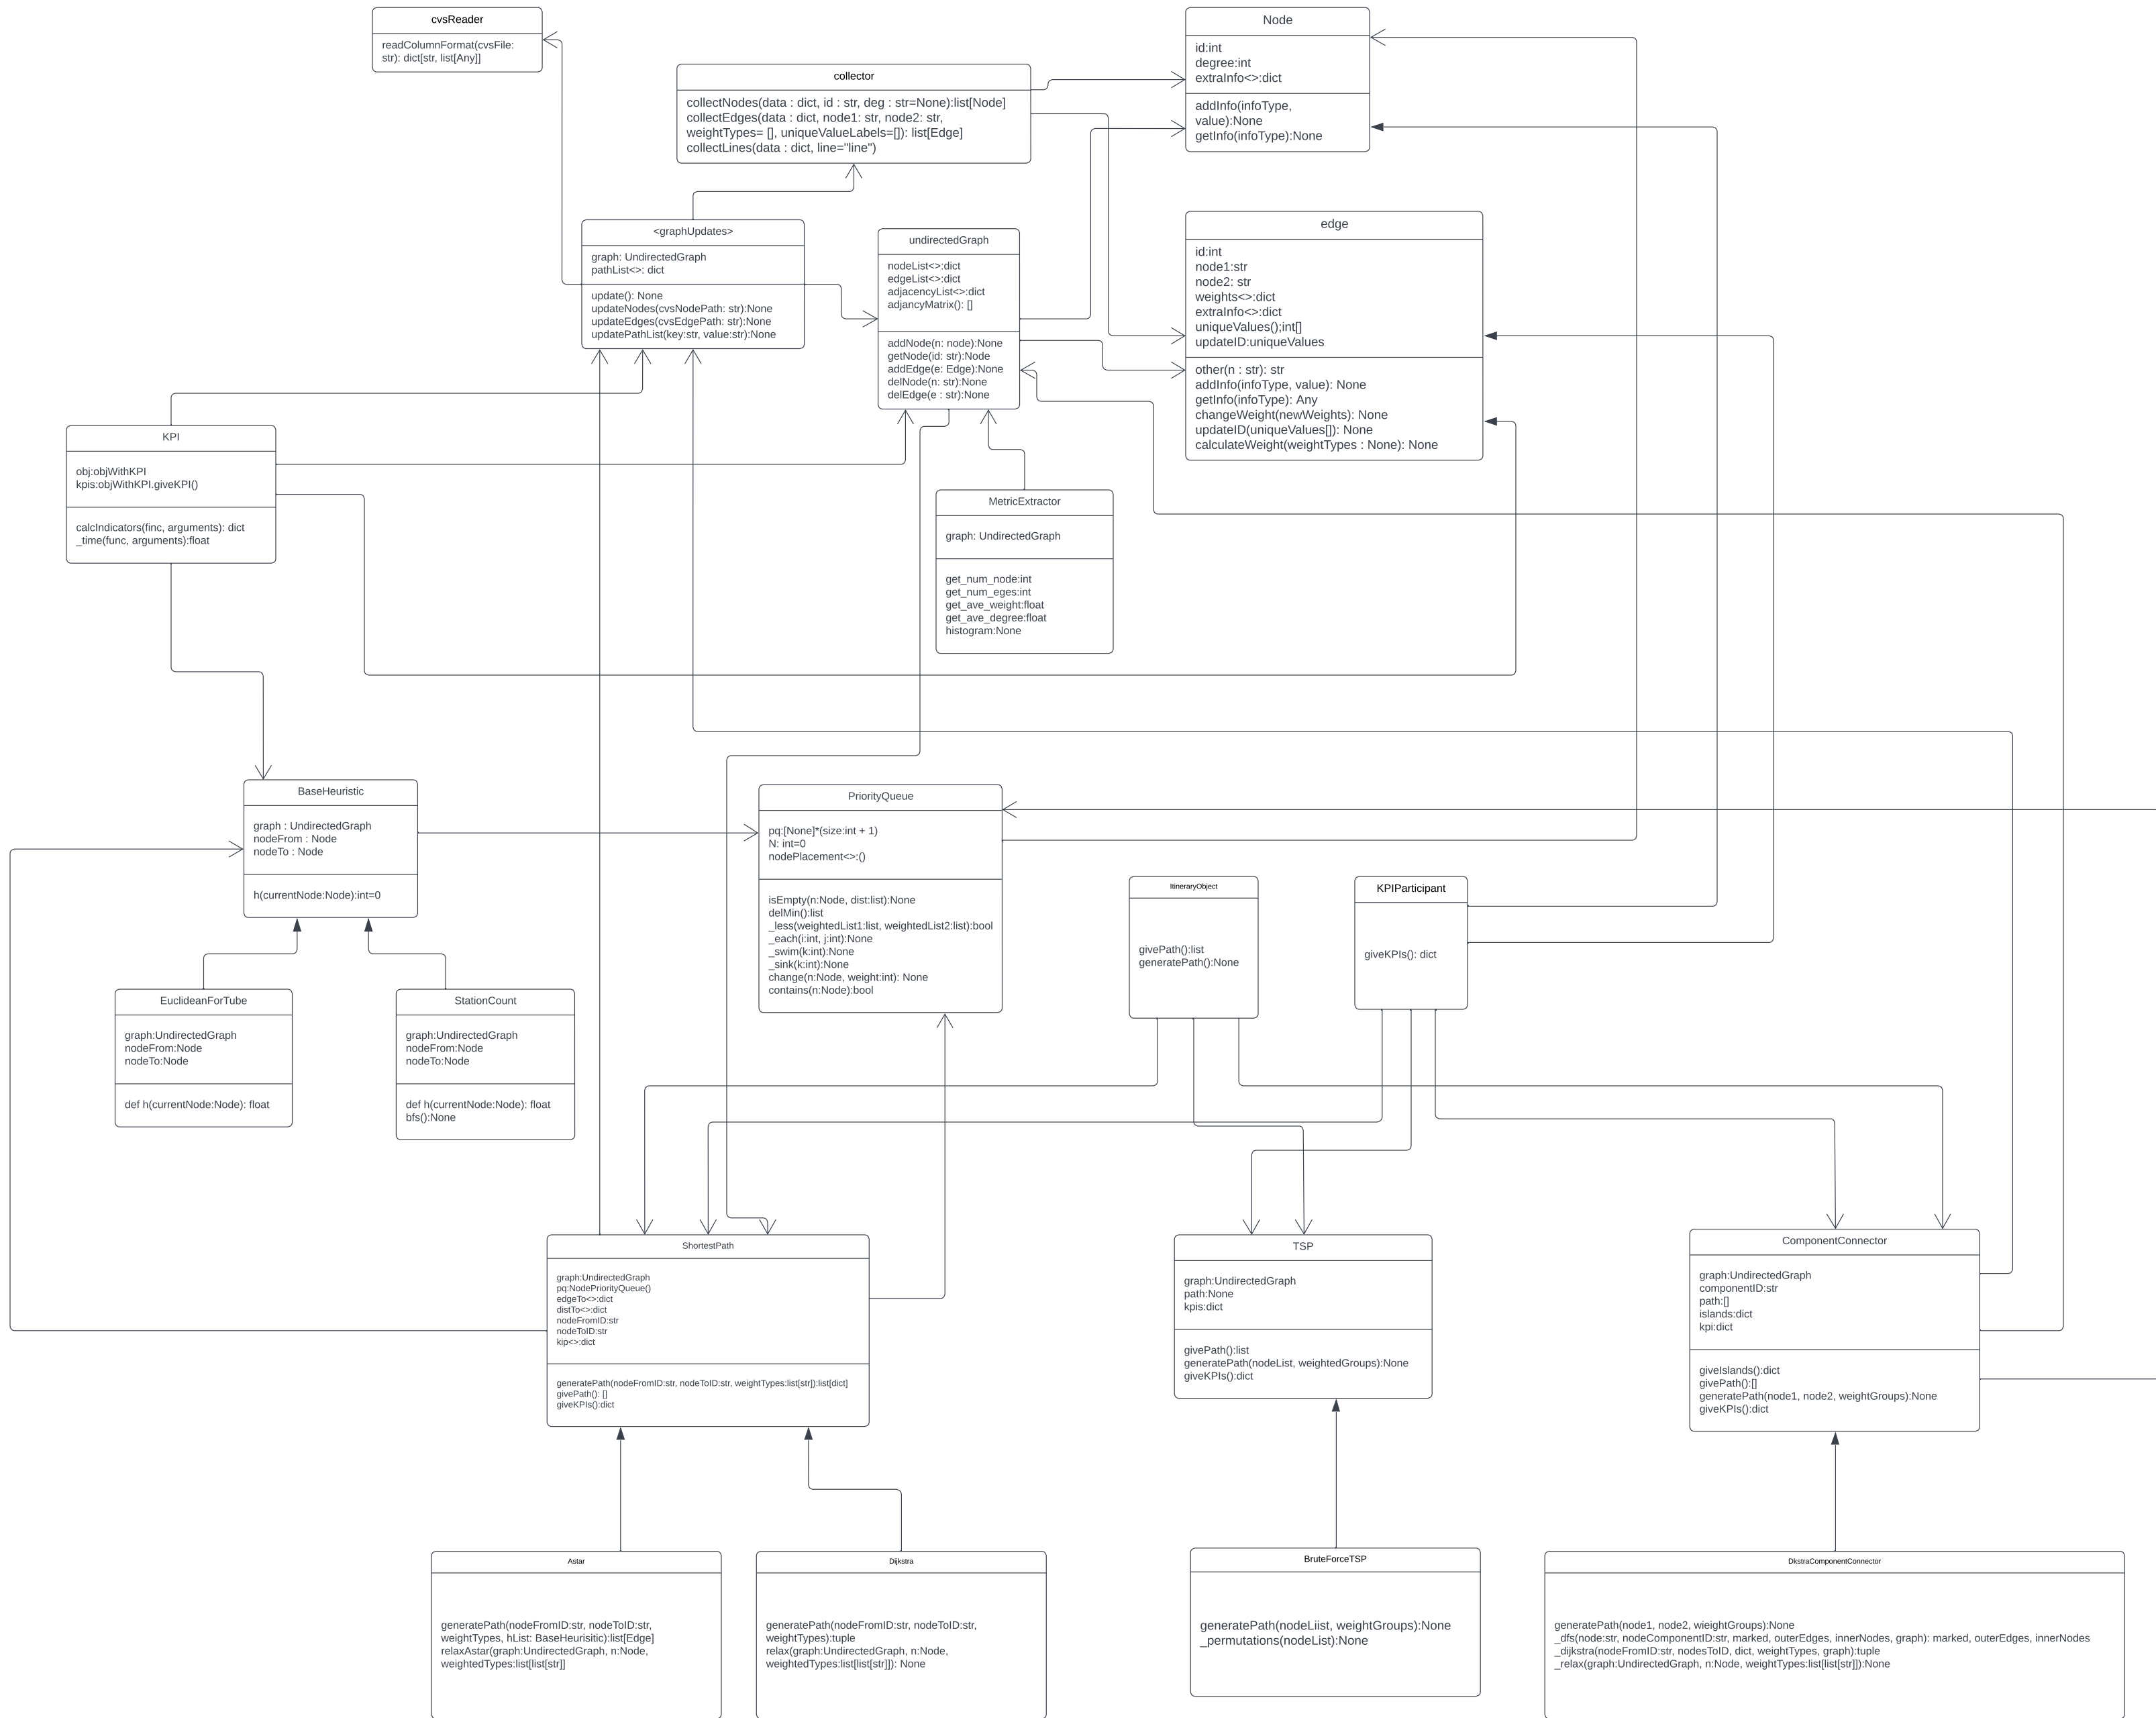 cvsReader
readColumnFormat(cvsFile:
str): dict[str, list[Any]]
Node
id:int
degree:int
extraInfo<>:dict
addInfo(infoType,
value):None
getInfo(infoType):None
collector
collectNodes(data : dict, id : str, deg : str=None):list[Node]
collectEdges(data : dict, node1: str, node2: str,
weightTypes= [], uniqueValueLabels=[]): list[Edge]
collectLines(data : dict, line="line")
<graphUpdates>
graph: UndirectedGraph
pathList<>: dict
update(): None
updateNodes(cvsNodePath: str):None
updateEdges(cvsEdgePath: str):None
updatePathList(key:str, value:str):None
undirectedGraph
nodeList<>:dict
edgeList<>:dict
adjacencyList<>:dict
adjancyMatrix(): []
addNode(n: node):None
getNode(id: str):Node
addEdge(e: Edge):None
delNode(n: str):None
delEdge(e : str):None
edge
id:int
node1:str
node2: str
weights<>:dict
extraInfo<>:dict
uniqueValues();int[]
updateID:uniqueValues
other(n : str): str
addInfo(infoType, value): None
getInfo(infoType): Any
changeWeight(newWeights): None
updateID(uniqueValues[]): None
calculateWeight(weightTypes : None): None
KPI
obj:objWithKPI
kpis:objWithKPI.giveKPI()
calcIndicators(finc, arguments): dict
_time(func, arguments):float
MetricExtractor
graph: UndirectedGraph
get_num_node:int
get_num_eges:int
get_ave_weight:float
get_ave_degree:float
histogram:None
BaseHeuristic
graph : UndirectedGraph
nodeFrom : Node
nodeTo : Node
h(currentNode:Node):int=0
PriorityQueue
pq:[None]*(size:int + 1)
N: int=0
nodePlacement<>:()
isEmpty(n:Node, dist:list):None
delMin():list
_less(weightedList1:list, weightedList2:list):bool
_each(i:int, j:int):None
_swim(k:int):None
_sink(k:int):None
change(n:Node, weight:int): None
contains(n:Node):bool
ItineraryObject
givePath():list
generatePath():None
KPIParticipant
giveKPIs(): dict
EuclideanForTube
graph:UndirectedGraph
nodeFrom:Node
nodeTo:Node
def h(currentNode:Node): float
StationCount
graph:UndirectedGraph
nodeFrom:Node
nodeTo:Node
def h(currentNode:Node): float
bfs():None
ShortestPath
graph:UndirectedGraph
pq:NodePriorityQueue()
edgeTo<>:dict
distTo<>:dict
nodeFromID:str
nodeToID:str
kip<>:dict
generatePath(nodeFromID:str, nodeToID:str, weightTypes:list[str]):list[dict]
givePath(): []
giveKPIs():dict
TSP
graph:UndirectedGraph
path:None
kpis:dict
givePath():list
generatePath(nodeList, weightedGroups):None
giveKPIs():dict
ComponentConnector
graph:UndirectedGraph
componentID:str
path:[]
islands:dict
kpi:dict
giveIslands():dict
givePath():[]
generatePath(node1, node2, weightGroups):None
giveKPIs():dict
Astar
generatePath(nodeFromID:str, nodeToID:str,
weightTypes, hList: BaseHeurisitic):list[Edge]
relaxAstar(graph:UndirectedGraph, n:Node,
weightedTypes:list[list[str]]
Dijkstra
generatePath(nodeFromID:str, nodeToID:str,
weightTypes):tuple
relax(graph:UndirectedGraph, n:Node,
weightedTypes:list[list[str]]): None
BruteForceTSP
generatePath(nodeLiist, weightGroups):None
_permutations(nodeList):None
DkstraComponentConnector
generatePath(node1, node2, wieightGroups):None
_dfs(node:str, nodeComponentID:str, marked, outerEdges, innerNodes, graph): marked, outerEdges, innerNodes
_dijkstra(nodeFromID:str, nodesToID, dict, weightTypes, graph):tuple
_relax(graph:UndirectedGraph, n:Node, weightTypes:list[list[str]]):None